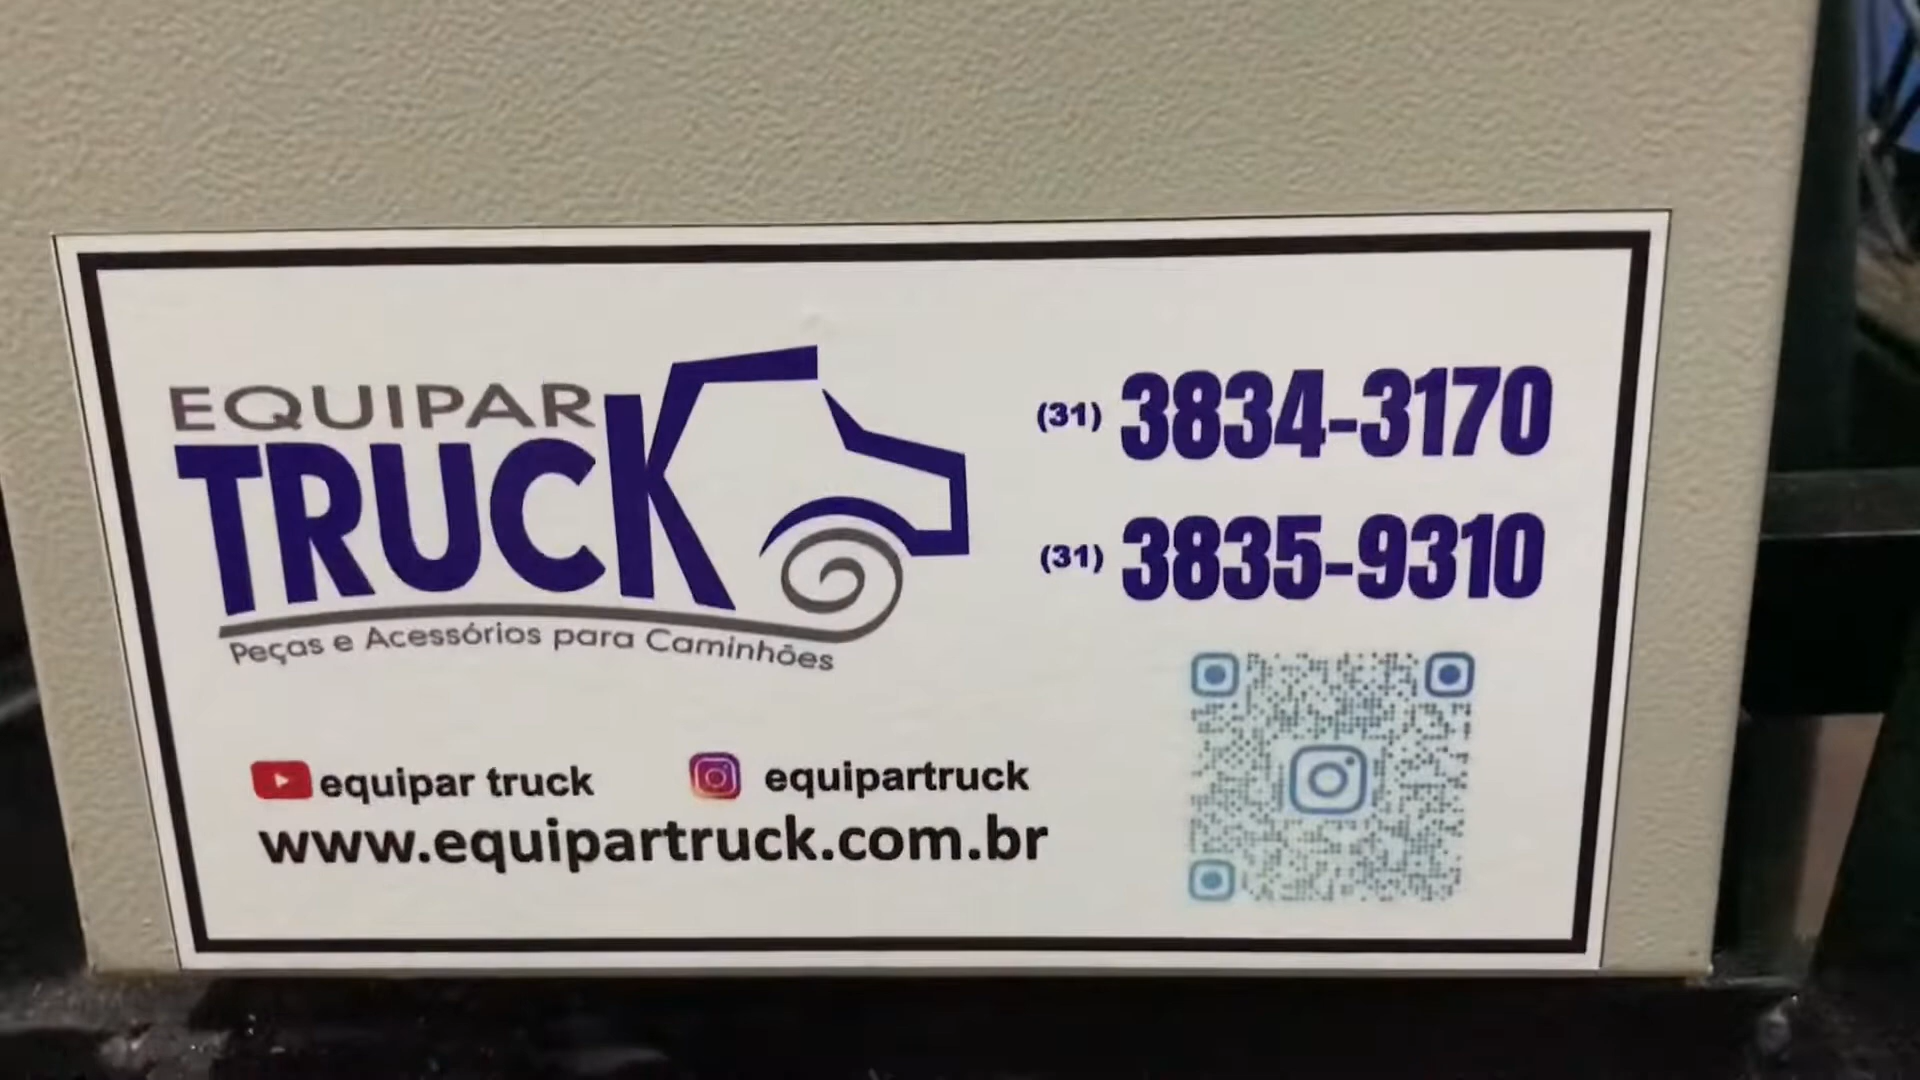 EQUIPAR
TRUCK
Peças e Acessórios para Caminhões
(31) 3834-3170
(31) 3835-9310
equipar truck
equipartruck
www.equipartruck.com.br